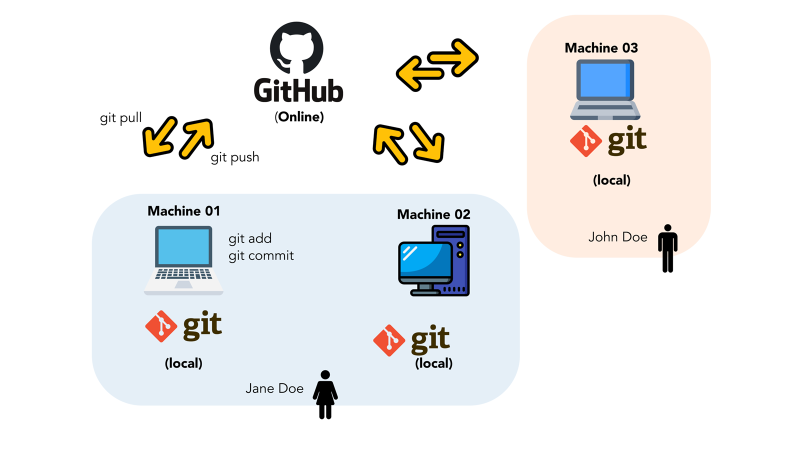 GitHub
(Online)
git pull
git push
Machine 01
git add
git commit
git
(local)
Machine 02
git
(local)
Jane Doe
Machine 03
git
(local)
John Doe